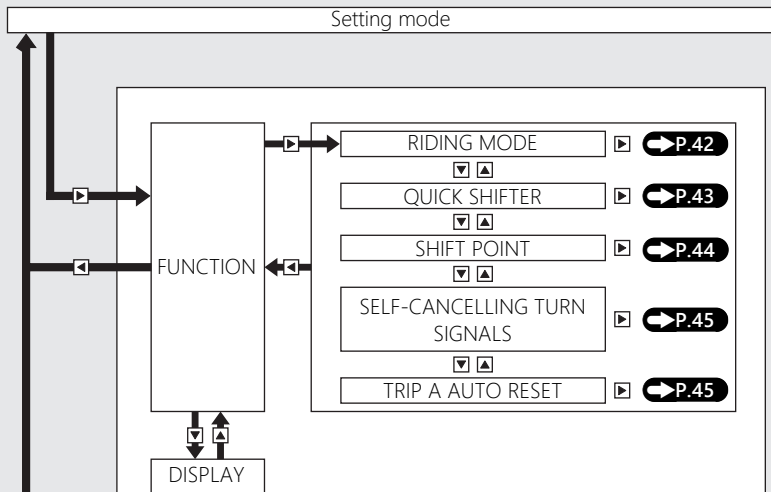 Setting mode
FUNCTION
RIDING MODE
P.42
QUICK SHIFTER
P.43
SHIFT POINT
P.44
SELF-CANCELLING TURN
SIGNALS
P.45
TRIP A AUTO RESET
P.45
DISPLAY